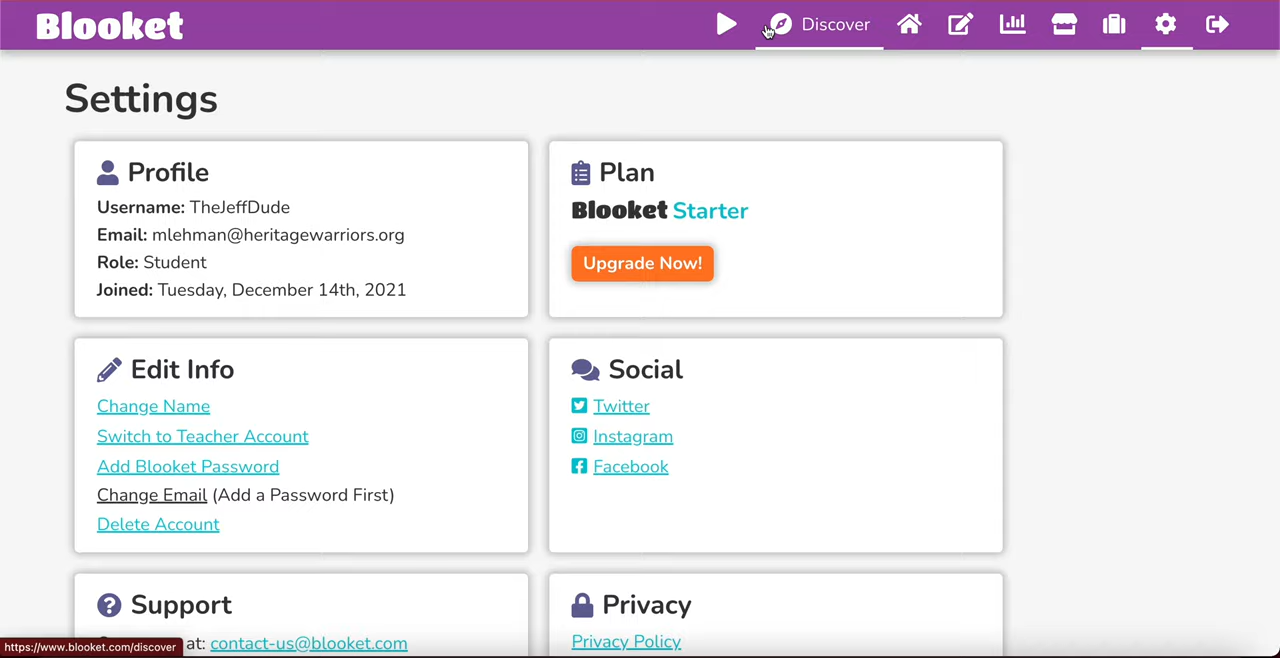 Blooket
Discover
Settings
Profile
Username: TheJeffDude
Email: mlehman@heritagewarriors.org
Role: Student
Joined: Tuesday, December 14th, 2021
Plan
Blooket Starter
Upgrade Now!
Edit Info
Change Name
Switch to Teacher Account
Add Blooket Password
Change Email (Add a Password First)
Delete Account
Social
Twitter
Instagram
Facebook
Support
at: contact-us@blooket.com
Privacy
Privacy Policy
https://www.blooket.com/discover